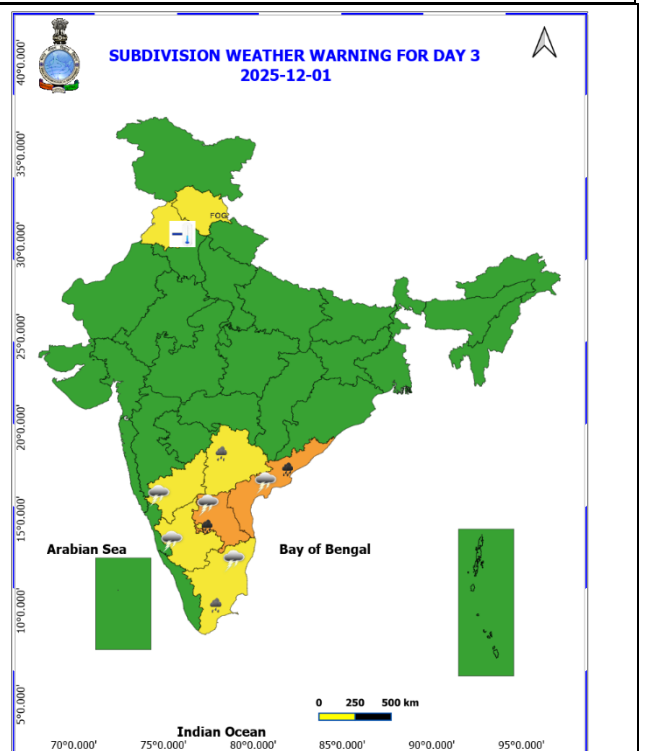 SUBDIVISION WEATHER WARNING FOR DAY 3
2025-12-01
40°0.000'
35°0.000'
30°0.000'
25°0.000'
20°0.000'
15°0.000'
10°0.000'
5°0.000'
FOG
Arabian Sea
Bay of Bengal
0 250 500 km
Indian Ocean
70°0.000' 75°0.000' 80°0.000' 85°0.000' 90°0.000' 95°0.000'